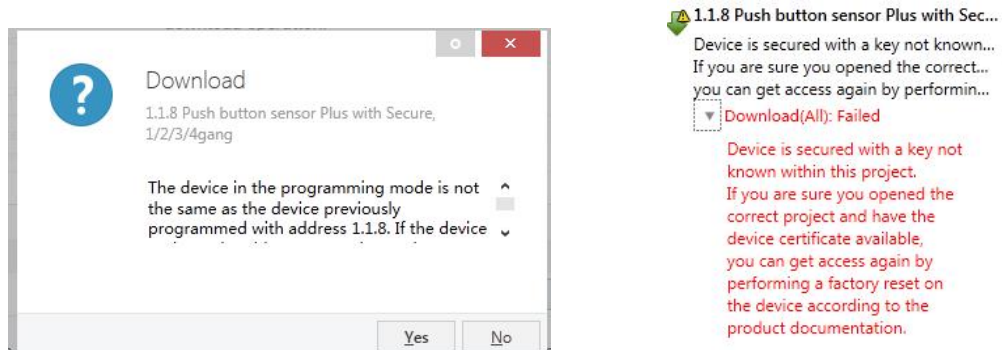 Download
1.1.8 Push button sensor Plus with Secure,
1/2/3/4gang
The device in the programming mode is not
the same as the device previously
programmed with address 1.1.8. If the device
Yes
No
1.1.8 Push button sensor Plus with Sec...
Device is secured with a key not known...
If you are sure you opened the correct...
you can get access again by performin...
Download(All): Failed
Device is secured with a key not
known within this project.
If you are sure you opened the
correct project and have the
device certificate available,
you can get access again by
performing a factory reset on
the device according to the
product documentation.